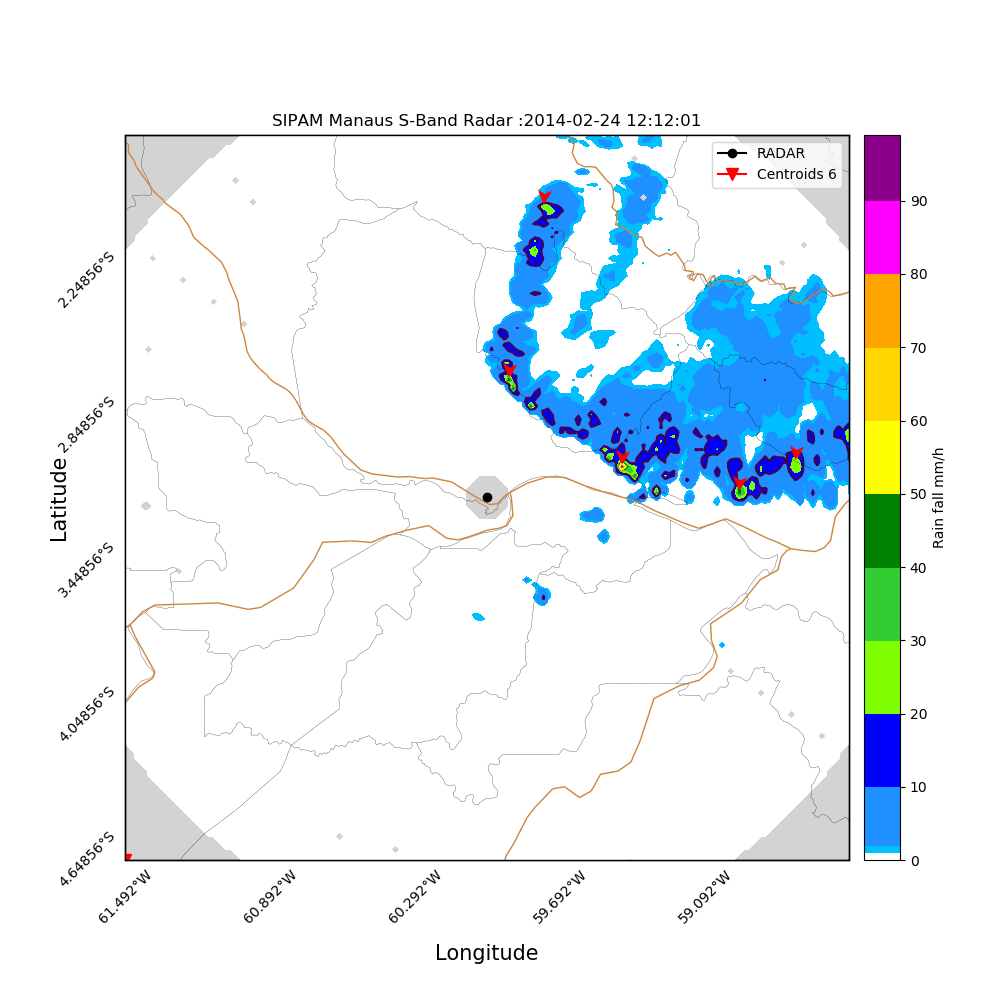 SIPAM Manaus S-Band Radar :2014-02-24 12:12:01
RADAR
Centroids 6
Latitude
2.24856°S
2.84856°S
3.44856°S
4.04856°S
4.64856°S
61.492°W
60.892°W
60.292°W
59.692°W
59.092°W
Longitude
90
80
70
60
50
40
30
20
10
0
Rain fall mm/h